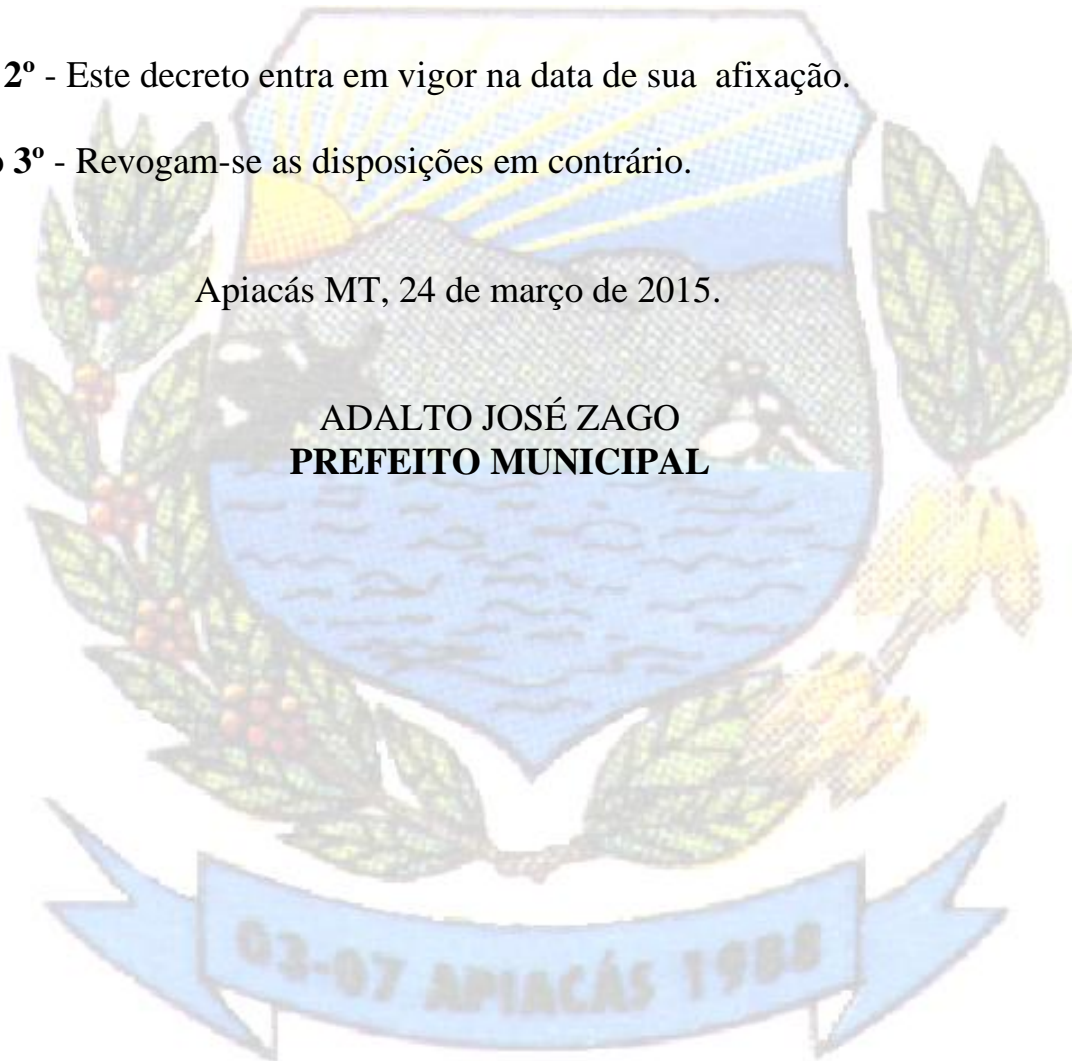 2º - Este decreto entra em vigor na data de sua afixação.
o 3º - Revogam-se as disposições em contrário.
Apiacás MT, 24 de março de 2015.
ADALTO JOSÉ ZAGO
PREFEITO MUNICIPAL
03-07 APIACÁS 1988